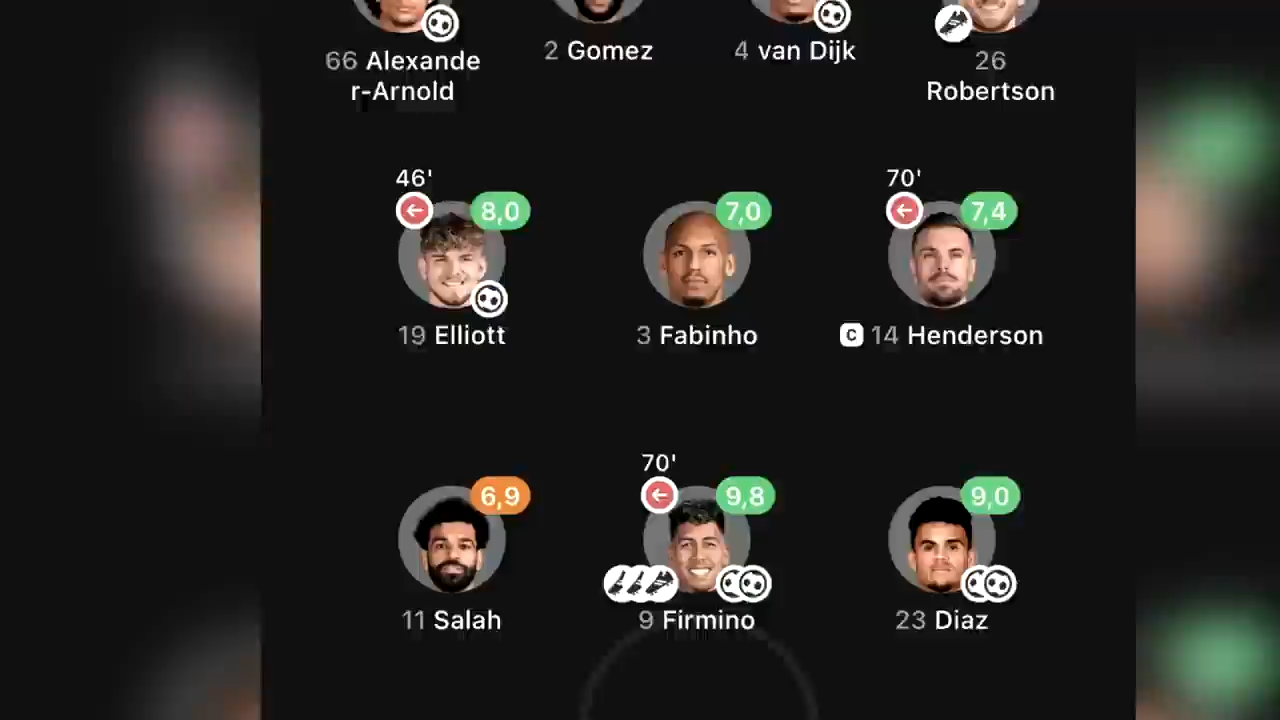 66 Alexande
r-Arnold
2 Gomez
4 van Dijk
26
Robertson
46'
8,0
7,0
70'
7,4
19 Elliott
3 Fabinho
C 14 Henderson
6,9
70'
9,8
9,0
11 Salah
9 Firmino
23 Diaz